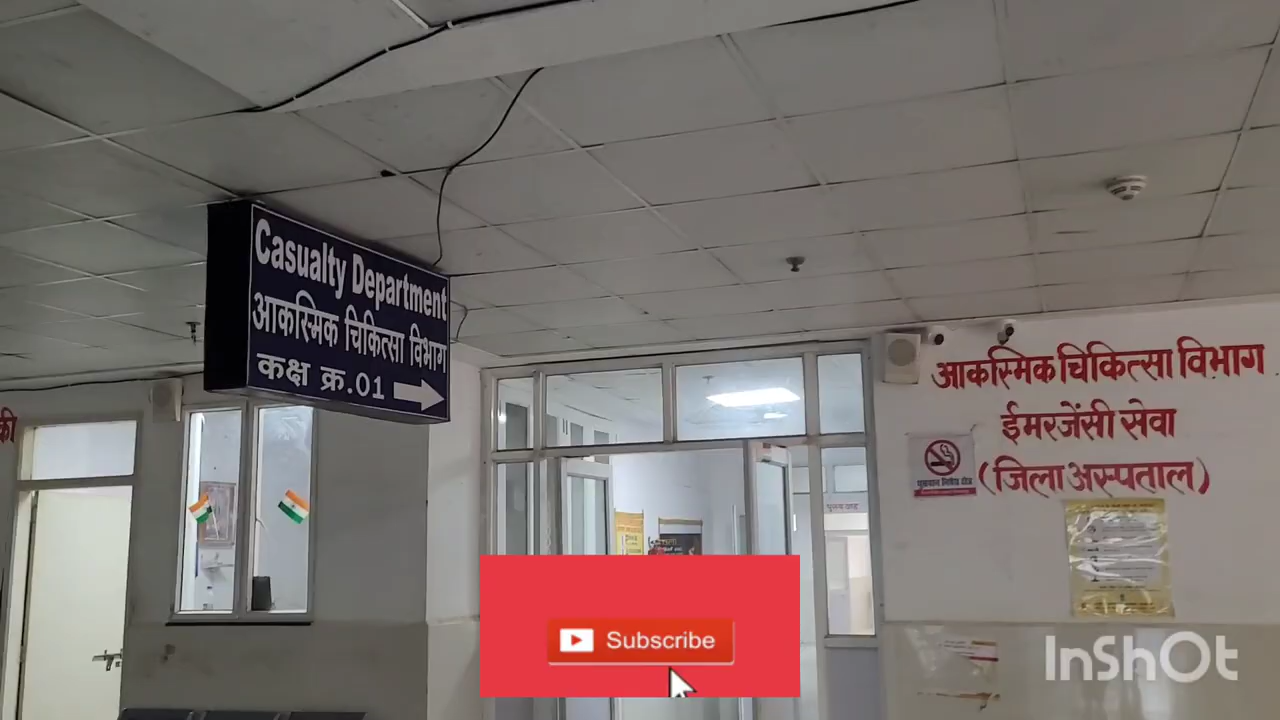 Casualty Department
आकस्मिक चिकित्सा विभाग
कक्ष क्र.01
की
आकस्मिक चिकित्सा विभाग
ईमरजेंसी सेवा
(जिला अस्पताल)
Subscribe
InShOt